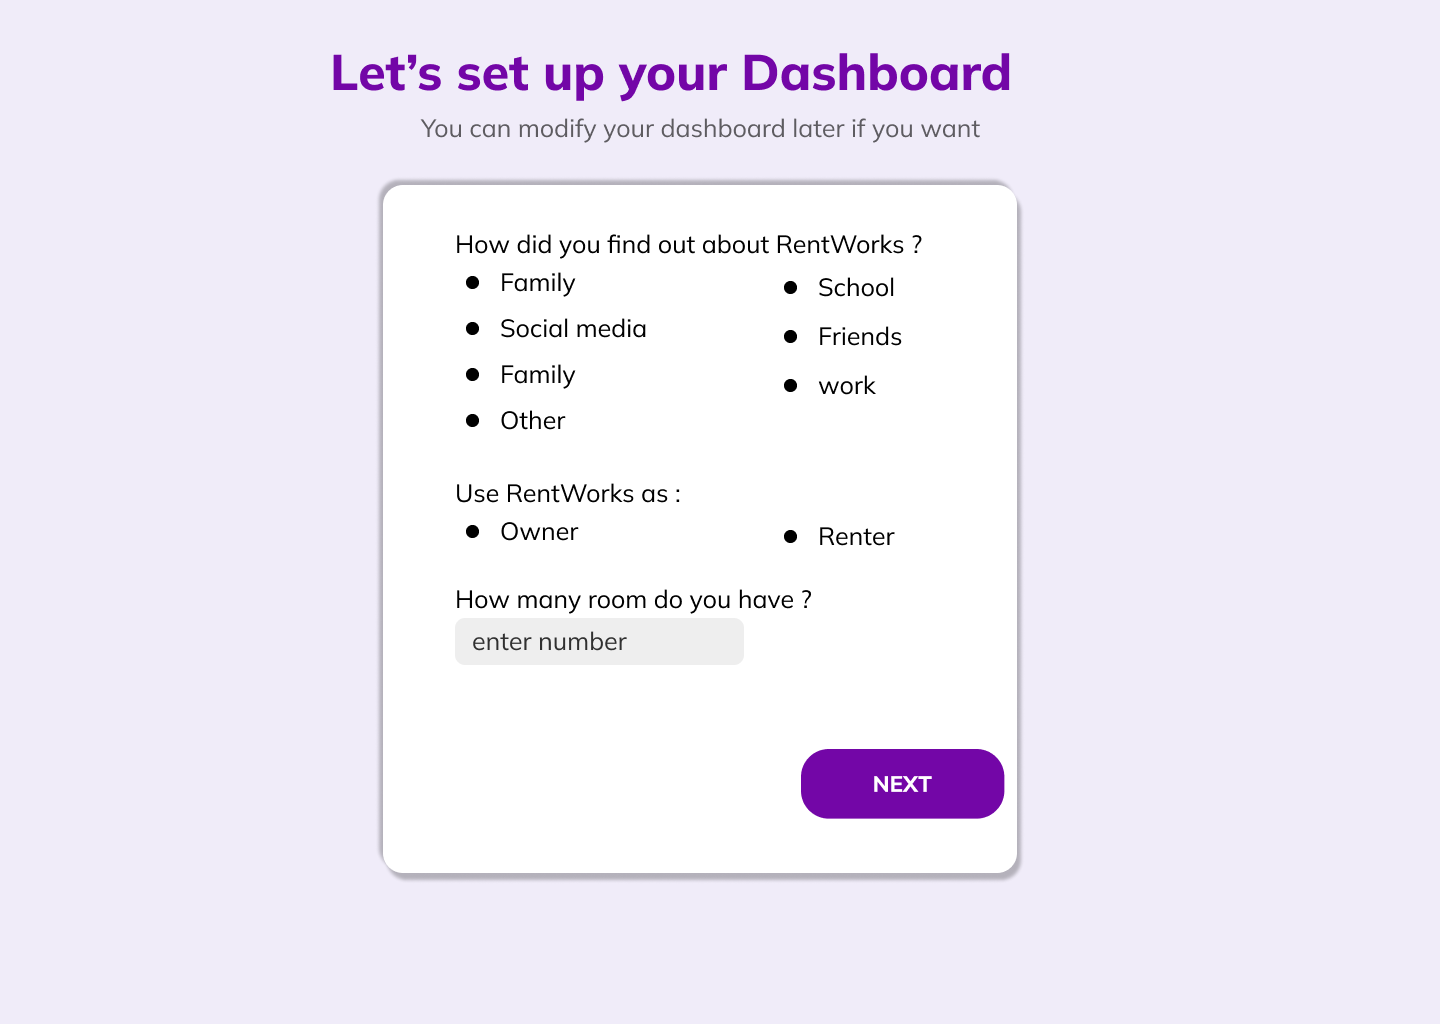 Let’s set up your Dashboard
You can modify your dashboard later if you want
How did you find out about RentWorks ?
Family
Social media
Family
Other
School
Friends
work
Use RentWorks as :
Owner
Renter
How many room do you have ?
enter number
NEXT